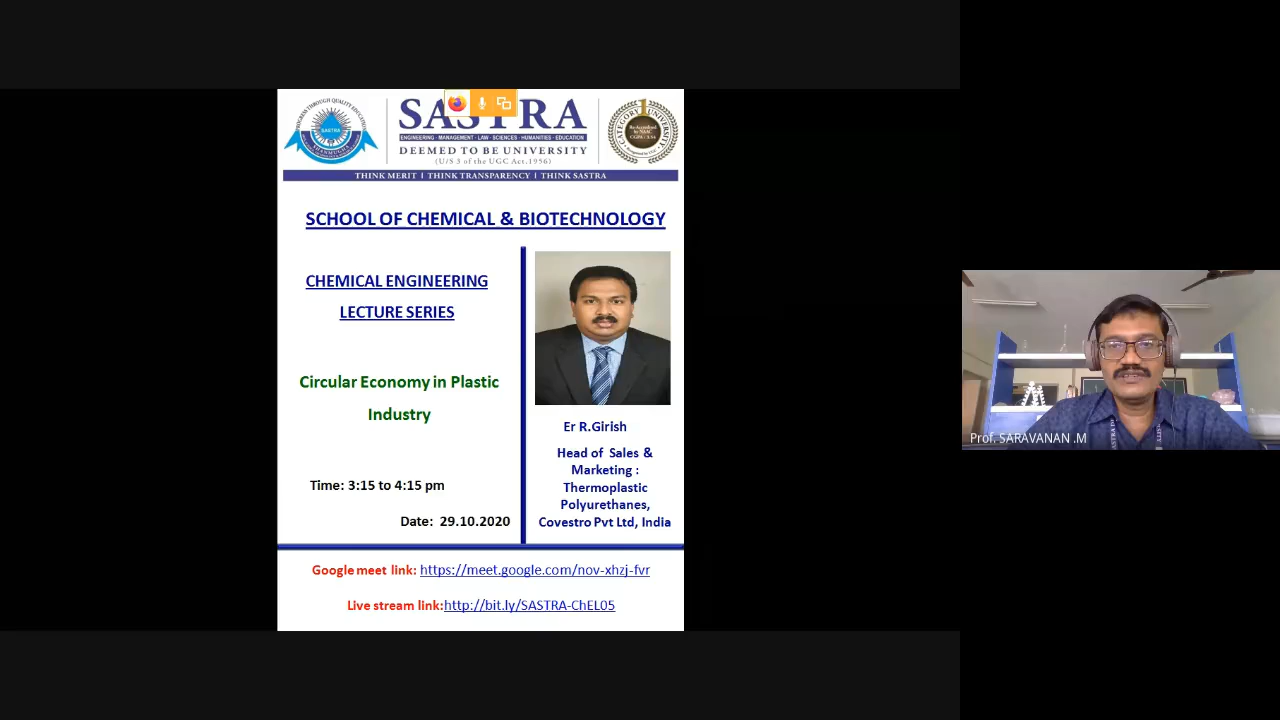 SASTRA
ENGINEERING · MANAGEMENT · LAW · SCIENCES · HUMANITIES · EDUCATION
DEEMED TO BE UNIVERSITY
(U/S 3 of the UGC Act.1956)
THINK MERIT | THINK TRANSPARENCY | THINK SASTRA
SCHOOL OF CHEMICAL & BIOTECHNOLOGY
CHEMICAL ENGINEERING
LECTURE SERIES
Circular Economy in Plastic
Industry
Time: 3:15 to 4:15 pm
Date: 29.10.2020
Er R.Girish
Head of Sales &
Marketing :
Thermoplastic
Polyurethanes,
Covestro Pvt Ltd, India
Google meet link: https://meet.google.com/nov-xhzj-fvr
Live stream link:http://bit.ly/SASTRA-ChEL05
Prof. SARAVANAN .M